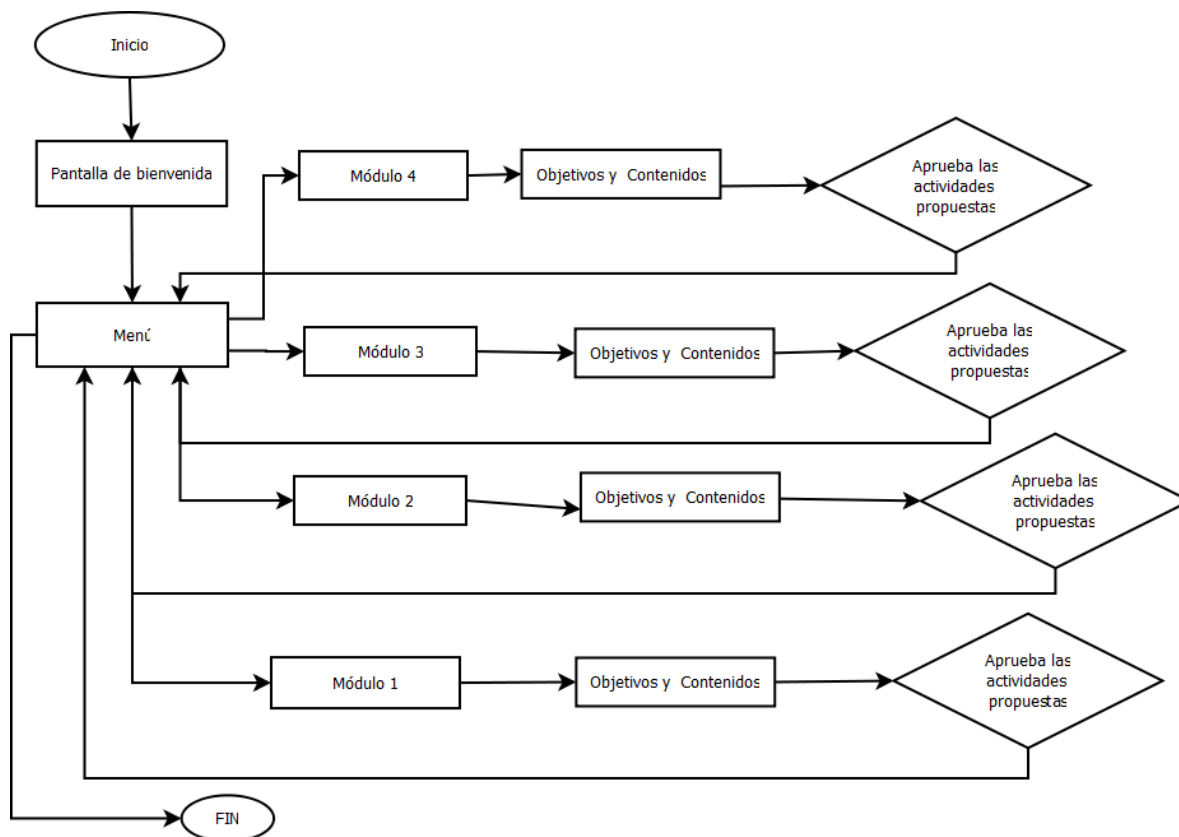 Inicio
Pantalla de bienvenida
Módulo 4
Objetivos y Contenidos
Aprueba las
actividades
propuestas
Menú
Módulo 3
Objetivos y Contenidos
Aprueba las
actividades
propuestas
Módulo 2
Objetivos y Contenidos
Aprueba las
actividades
propuestas
Módulo 1
Objetivos y Contenidos
Aprueba las
actividades
propuestas
FIN